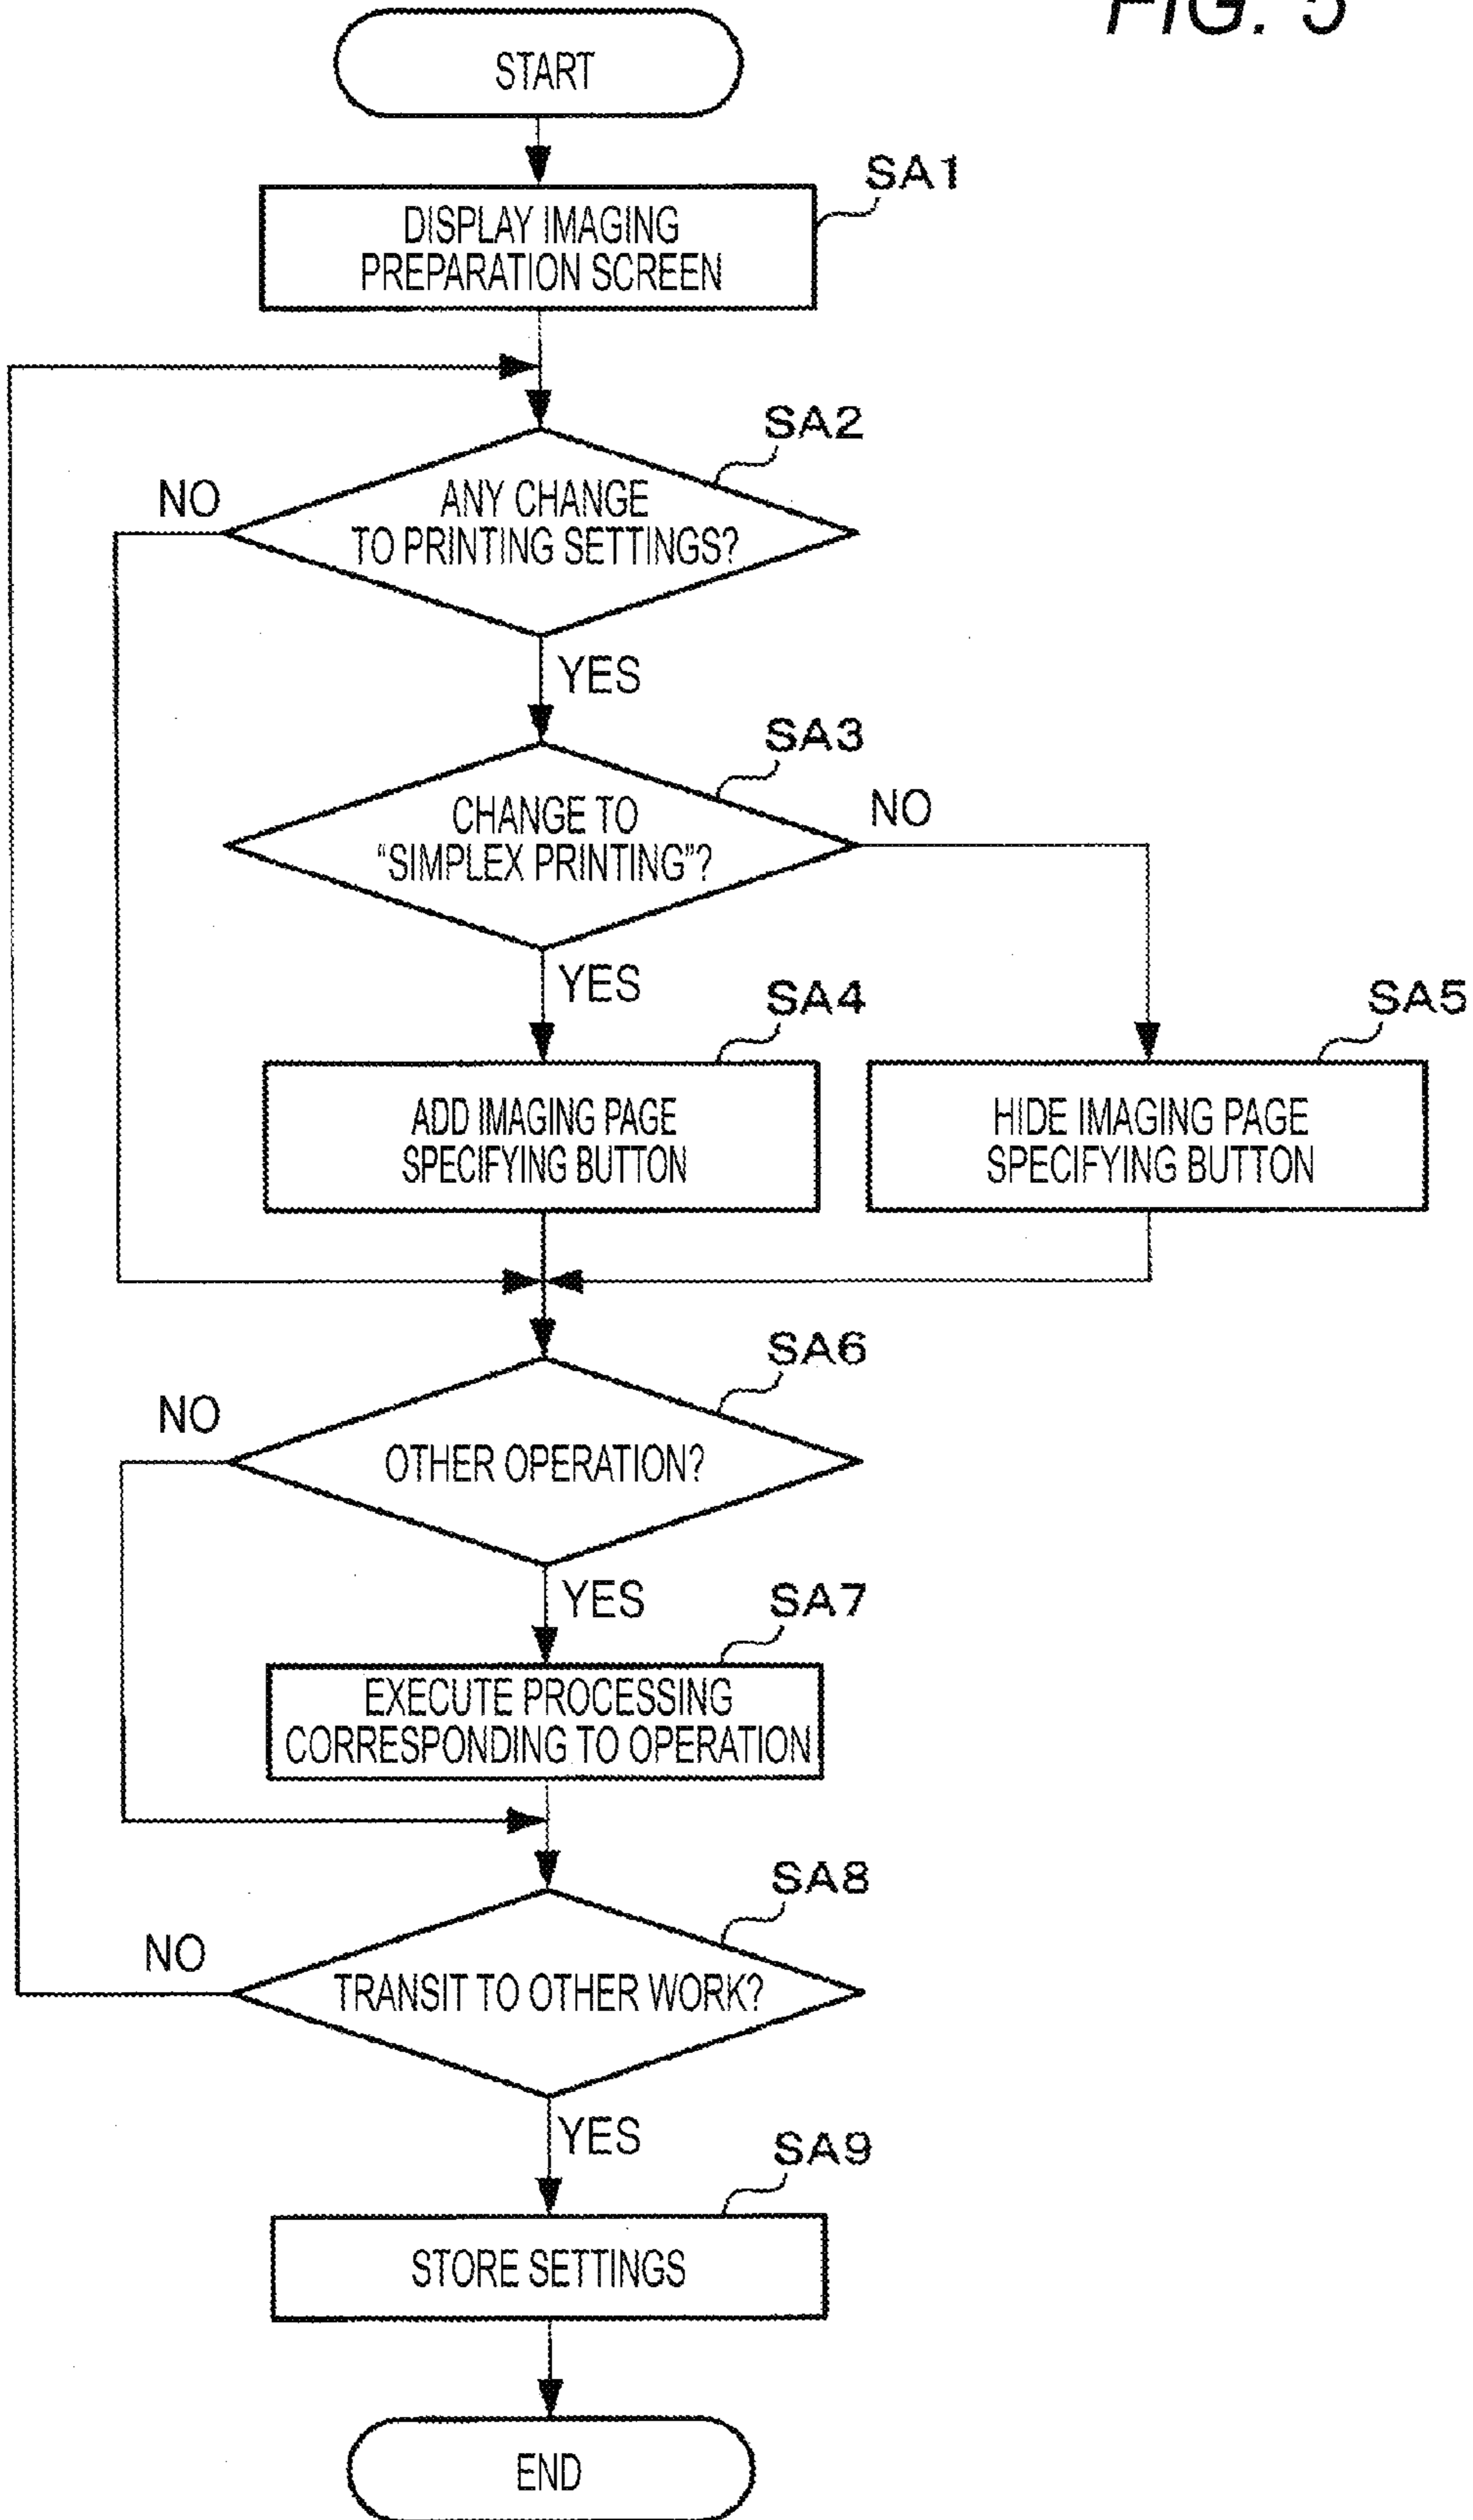 FIG. 5
START
SA1
DISPLAY IMAGING
PREPARATION SCREEN
SA2
NO
ANY CHANGE
TO PRINTING SETTINGS?
YES
SA3
CHANGE TO
“SIMPLEX PRINTING”?
NO
YES
SA4
SA5
ADD IMAGING PAGE
SPECIFYING BUTTON
HIDE IMAGING PAGE
SPECIFYING BUTTON
SA6
NO
OTHER OPERATION?
YES
SA7
EXECUTE PROCESSING
CORRESPONDING TO OPERATION
SA8
NO
TRANSIT TO OTHER WORK?
YES
SA9
STORE SETTINGS
END